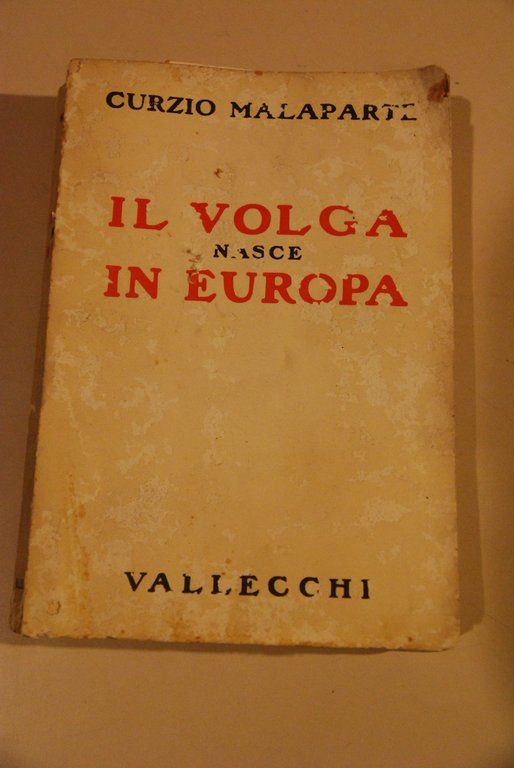 CURZIO MALAPARTE
IL VOLGA
NASCE
IN EUROPA
VALLECCHI